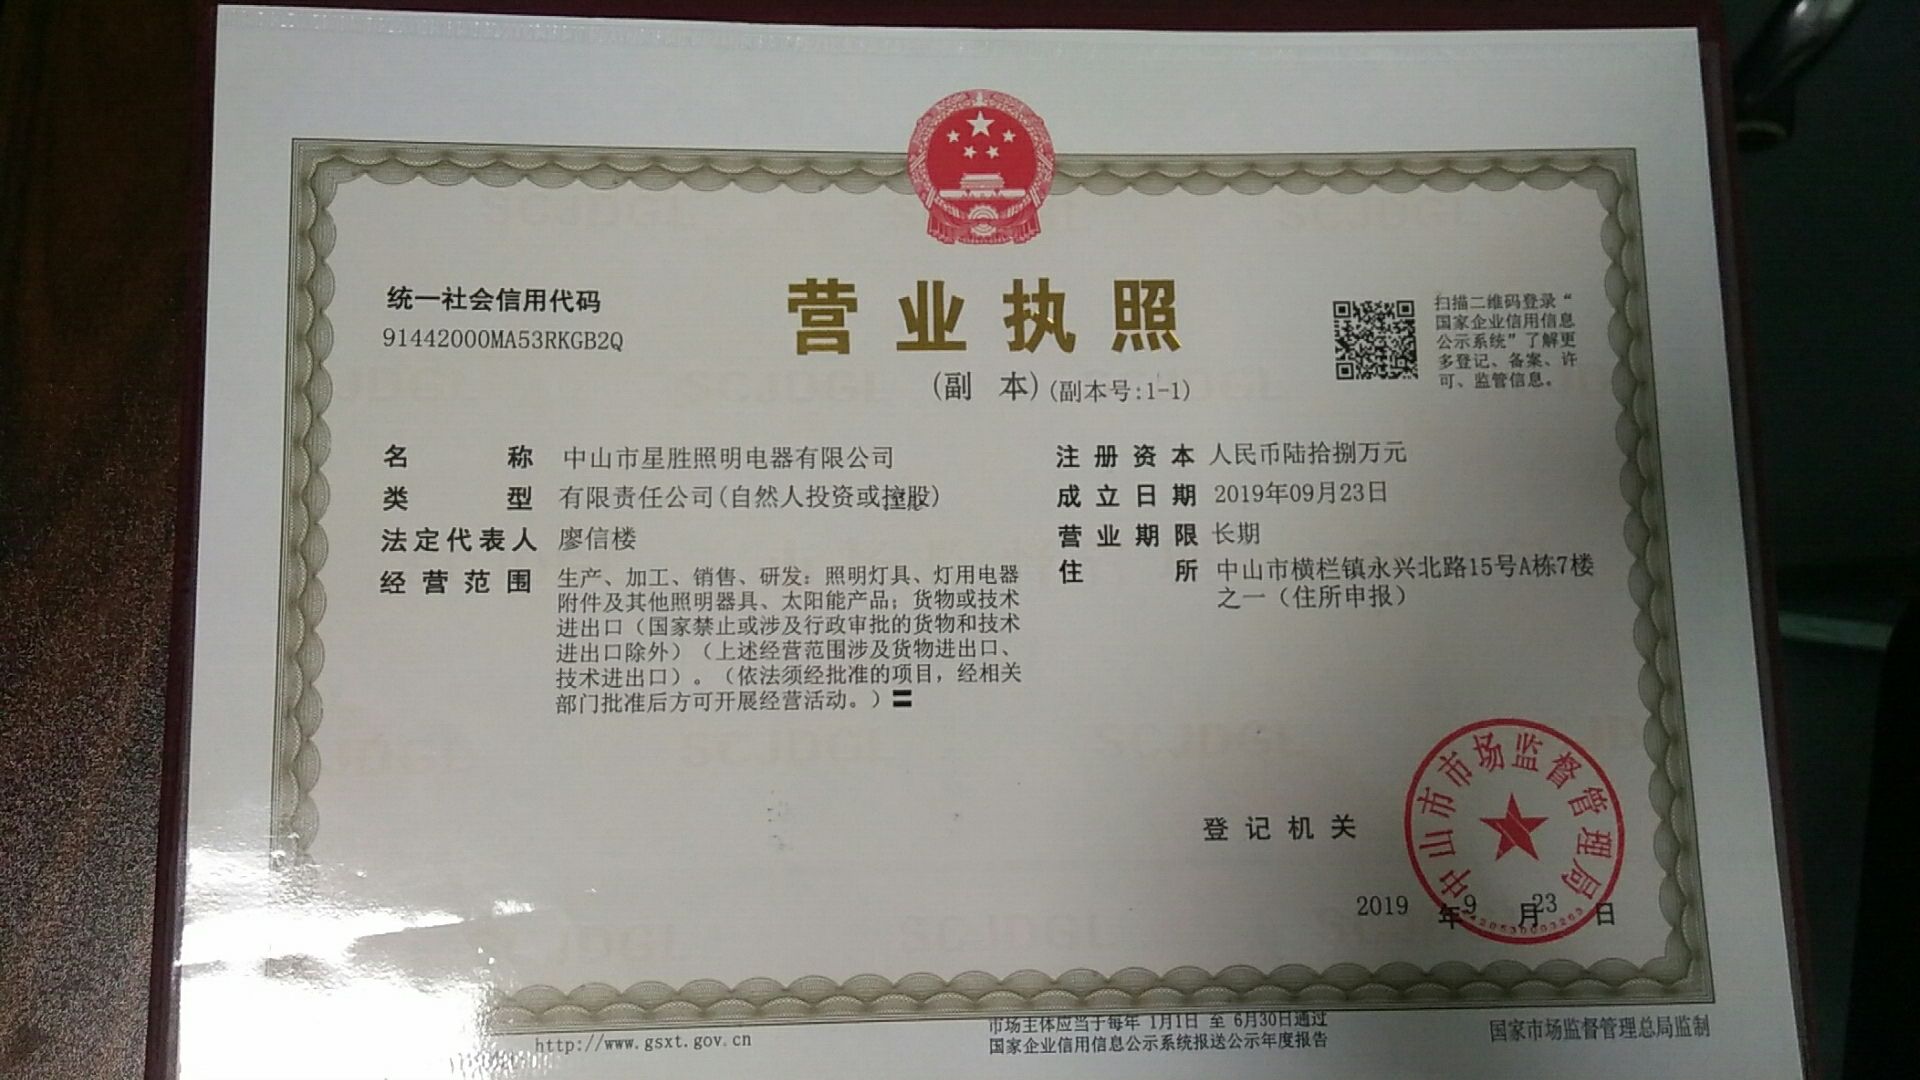 统一社会信用代码
91442000MA53RKGB2Q
营业执照
(副 本)(副本号:1-1)
扫描二维码登录“
国家企业信用信息
公示系统”了解更
多登记、备案、许
可、监管信息。
名 称 中山市星胜照明电器有限公司
类 型 有限责任公司(自然人投资或控股)
法定代表人 廖信楼
经营范围 生产、加工、销售、研发：照明灯具、灯用电器
附件及其他照明器具、太阳能产品；货物或技术
进出口（国家禁止或涉及行政审批的货物和技术
进出口除外）（上述经营范围涉及货物进出口、
技术进出口）。（依法须经批准的项目，经相关
部门批准后方可开展经营活动。）〓
注册资本 人民币陆拾捌万元
成立日期 2019年09月23日
营业期限 长期
住 所 中山市横栏镇永兴北路15号A栋7楼
之一（住所申报）
登记机关
中山市市场监督管理局
2019 年 9 月 23 日
http://www.gsxt.gov.cn
市场主体应当于每年 1月1日 至 6月30日通过
国家企业信用信息公示系统报送公示年度报告
国家市场监督管理总局监制
SCJDGL